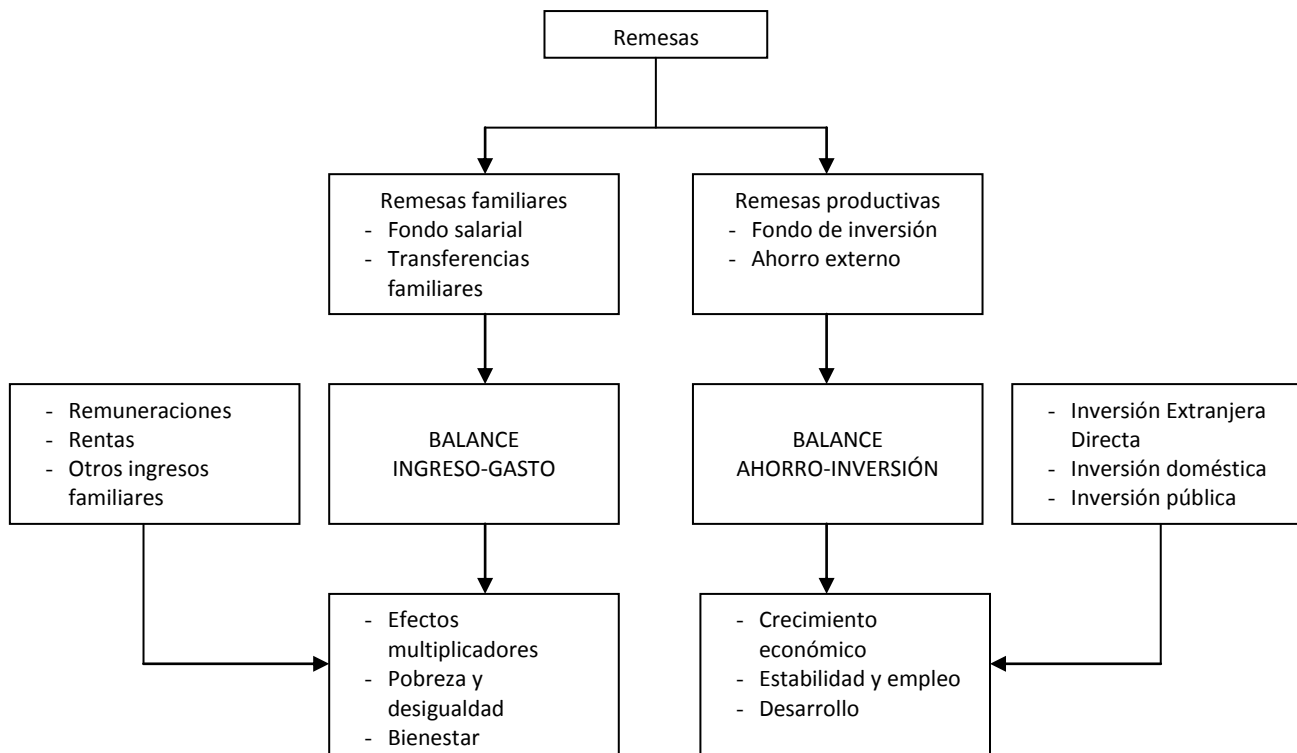 Remesas
Remesas familiares
- Fondo salarial
- Transferencias
familiares
Remesas productivas
- Fondo de inversión
- Ahorro externo
- Remuneraciones
- Rentas
- Otros ingresos
familiares
BALANCE
INGRESO-GASTO
BALANCE
AHORRO-INVERSIÓN
- Inversión Extranjera
Directa
- Inversión doméstica
- Inversión pública
- Efectos
multiplicadores
- Pobreza y
desigualdad
- Bienestar
- Crecimiento
económico
- Estabilidad y empleo
- Desarrollo